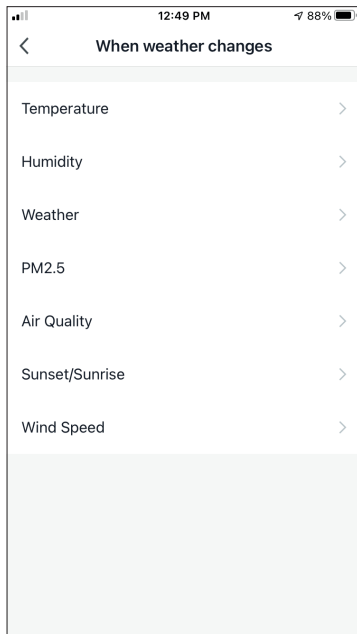 12:49 PM 88%
When weather changes
Temperature
Humidity
Weather
PM2.5
Air Quality
Sunset/Sunrise
Wind Speed